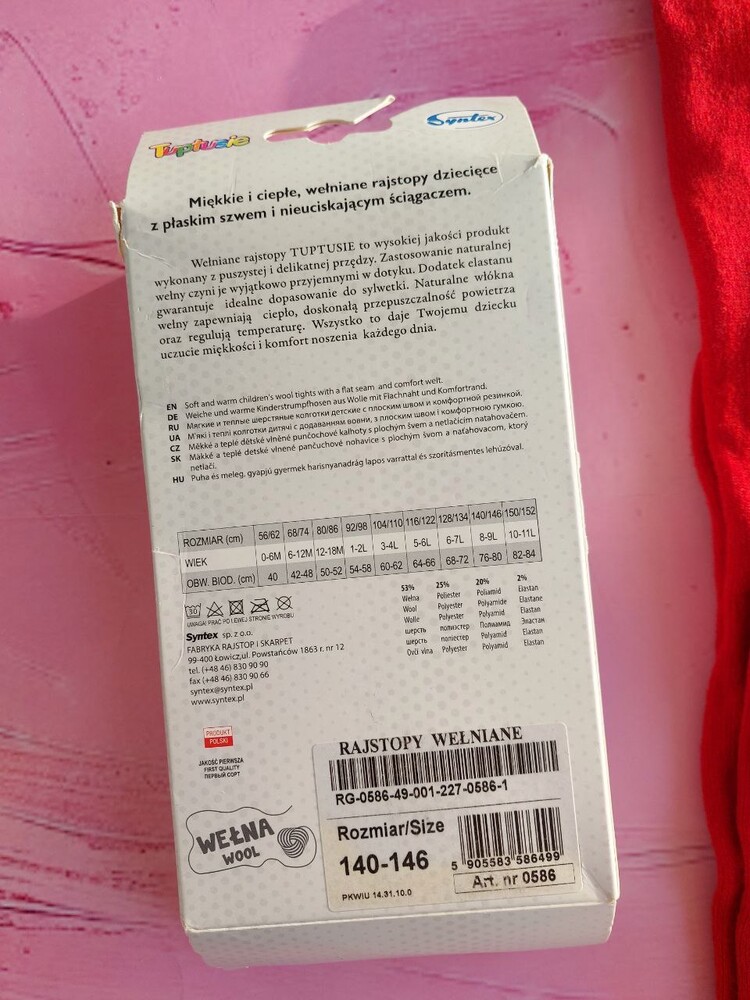 Tuptusie
Syntex
Miękkie i ciepłe, wełniane rajstopy dziecięce
z płaskim szwem i nieuciskającym ściągaczem.
Wełniane rajstopy TUPTUSIE to wysokiej jakości produkt
wykonany z puszystej i delikatnej przędzy. Zastosowanie naturalnej
wełny czyni je wyjątkowo przyjemnymi w dotyku. Dodatek elastanu
gwarantuje idealne dopasowanie do sylwetki. Naturalne włókna
wełny zapewniają ciepło, doskonałą przepuszczalność powietrza
oraz regulują temperaturę. Wszystko to daje Twojemu dziecku
uczucie miękkości i komfort noszenia każdego dnia.
EN Soft and warm children's wool tights with a flat seam and comfort welt.
DE Weiche und warme Kinderstrumpfhosen aus Wolle mit Flachnaht und Komfortrand.
RU Мягкие и теплые шерстяные колготки детские с плоским швом и комфортной резинкой.
UA М'які і теплі колготки дитячі с додаванням вовни, з плоским швом і комфортною гумкою.
CZ Měkké a teplé dětské vlněné punčochové kalhoty s plochým švem a netlačícím natahovačem.
SK Mäkké a teplé detské vlnené pančuchové nohavice s plochým švom a naťahovacom, ktorý
netlačí.
HU Puha és meleg, gyapjú gyermek harisnyanadrág lapos varrattal és szorításmentes lehúzóval.
ROZMIAR (cm) 56/62 68/74 80/86 92/98 104/110 116/122 128/134 140/146 150/152
WIEK 0-6M 6-12M 12-18M 1-2L 3-4L 5-6L 6-7L 8-9L 10-11L
OBW. BIOD. (cm) 40 42-48 50-52 54-58 60-62 64-66 68-72 76-80 82-84
30
UWAGA! PRAĆ PO LEWEJ STRONIE WYROBU
53% 25% 20% 2%
Wełna Poliester Poliamid Elastan
Wool Polyester Polyamide Elastane
Wolle Polyester Polyamid Elastan
шерсть полиэстер Полиамид Эластан
шерсть поліестер Polyamid Elastan
Ovčí vlna Polyester Polyamid Elastan
Syntex sp. z o.o.
FABRYKA RAJSTOP I SKARPET
99-400 Łowicz,ul. Powstańców 1863 r. nr 12
tel. (+48 46) 830 90 90
fax (+48 46) 830 90 66
syntex@syntex.pl
www.syntex.pl
PRODUKT
POLSKI
JAKOŚĆ PIERWSZA
FIRST QUALITY
ПЕРВЫЙ СОРТ
WEŁNA
WOOL
RAJSTOPY WEŁNIANE
RG-0586-49-001-227-0586-1
Rozmiar/Size
140-146
5 905583 586499
Art. nr 0586
PKWIU 14.31.10.0